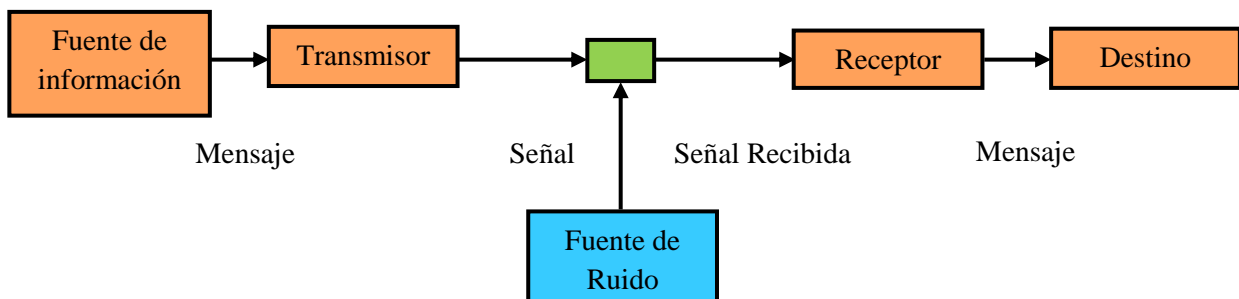 Fuente de
información
Transmisor
Receptor
Destino
Mensaje
Señal
Señal Recibida
Mensaje
Fuente de
Ruido